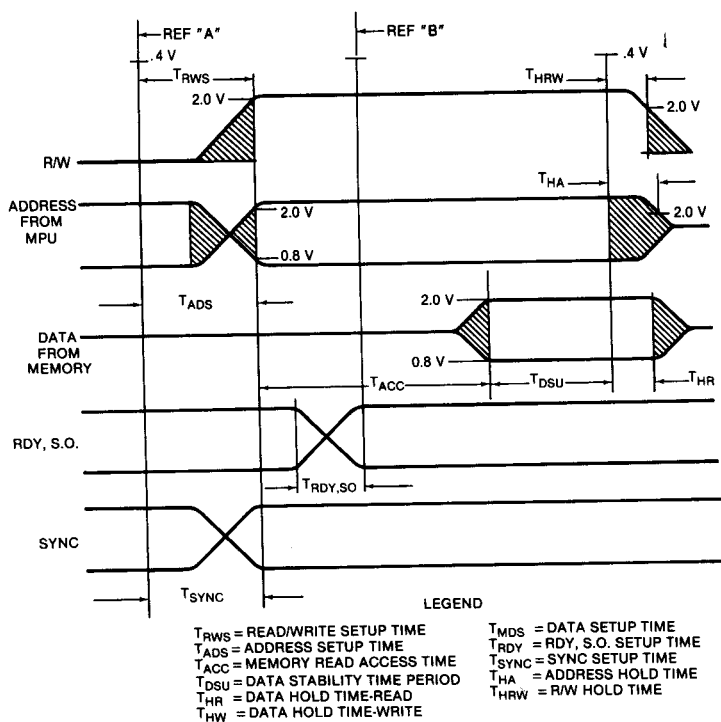 REF "A"
REF "B"
.4 V
.4 V
TRWS
THRW
2.0 V
2.0 V
R/W
THA
ADDRESS
FROM
MPU
2.0 V
2.0 V
0.8 V
TADS
2.0 V
DATA
FROM
MEMORY
0.8 V
TACC
TDSU
THR
RDY, S.O.
TRDY,SO
SYNC
TSYNC
LEGEND
TRWS = READ/WRITE SETUP TIME
TADS = ADDRESS SETUP TIME
TACC = MEMORY READ ACCESS TIME
TDSU = DATA STABILITY TIME PERIOD
THR = DATA HOLD TIME-READ
THW = DATA HOLD TIME-WRITE
TMDS = DATA SETUP TIME
TRDY = RDY, S.O. SETUP TIME
TSYNC = SYNC SETUP TIME
THA = ADDRESS HOLD TIME
THRW = R/W HOLD TIME